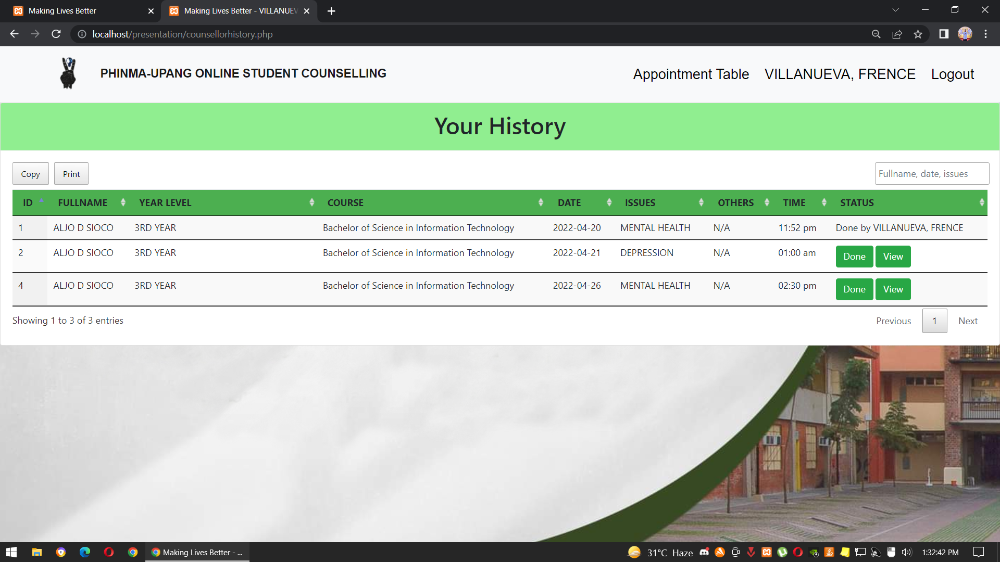 Making Lives Better
Making Lives Better - VILLANUEV
localhost/presentation/counsellorhistory.php
PHINMA-UPANG ONLINE STUDENT COUNSELLING
Appointment Table VILLANUEVA, FRENCE Logout
Your History
Copy Print Fullname, date, issues
ID FULLNAME YEAR LEVEL COURSE DATE ISSUES OTHERS TIME STATUS
1 ALJO D SIOCO 3RD YEAR Bachelor of Science in Information Technology 2022-04-20 MENTAL HEALTH N/A 11:52 pm Done by VILLANUEVA, FRENCE
2 ALJO D SIOCO 3RD YEAR Bachelor of Science in Information Technology 2022-04-21 DEPRESSION N/A 01:00 am Done View
4 ALJO D SIOCO 3RD YEAR Bachelor of Science in Information Technology 2022-04-26 MENTAL HEALTH N/A 02:30 pm Done View
Showing 1 to 3 of 3 entries Previous 1 Next
Making Lives Better - ... 31°C Haze 1:32:42 PM